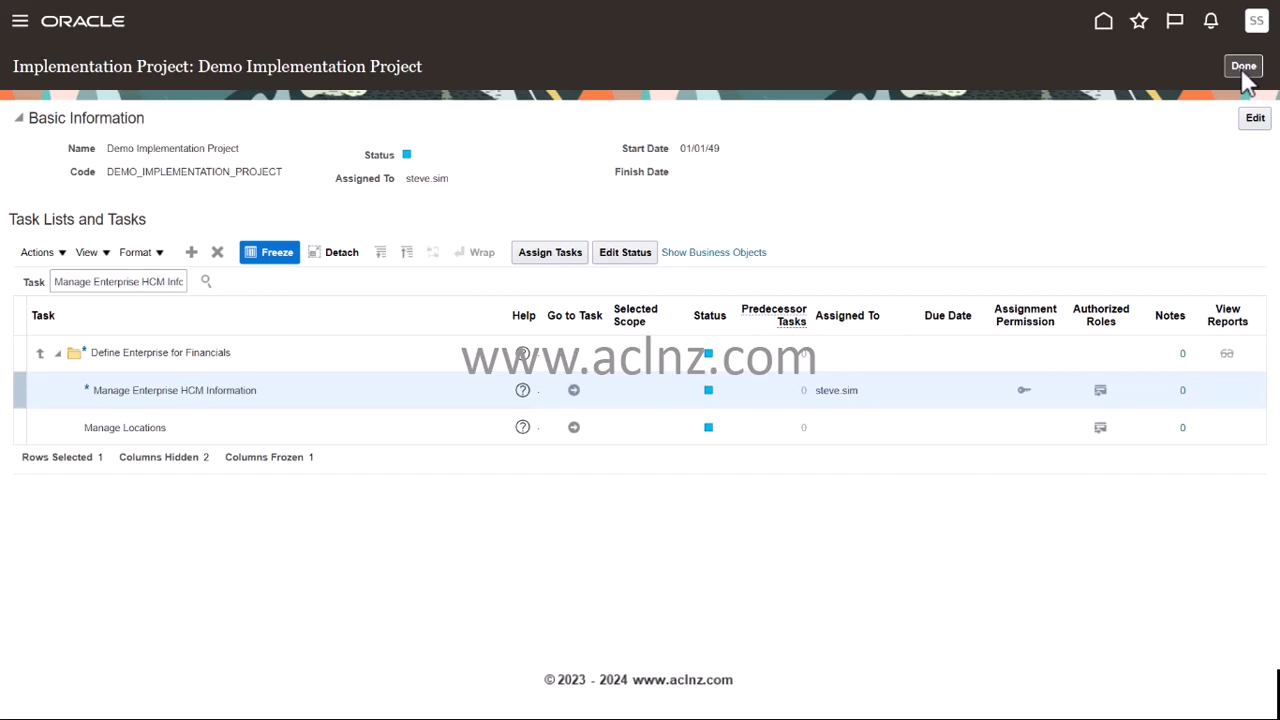 ORACLE SS
Implementation Project: Demo Implementation Project Done
Basic Information Edit
Name Demo Implementation Project Status Start Date 01/01/49
Code DEMO_IMPLEMENTATION_PROJECT Assigned To steve.sim Finish Date
Task Lists and Tasks
Actions View Format Freeze Detach Wrap Assign Tasks Edit Status Show Business Objects
Task Manage Enterprise HCM Infc
Task Help Go to Task Selected Scope Status Predecessor Tasks Assigned To Due Date Assignment Permission Authorized Roles Notes View Reports
* Define Enterprise for Financials 0 0
www.aclnz.com
* Manage Enterprise HCM Information 0 steve.sim 0
Manage Locations 0 0
Rows Selected 1 Columns Hidden 2 Columns Frozen 1
© 2023 - 2024 www.aclnz.com